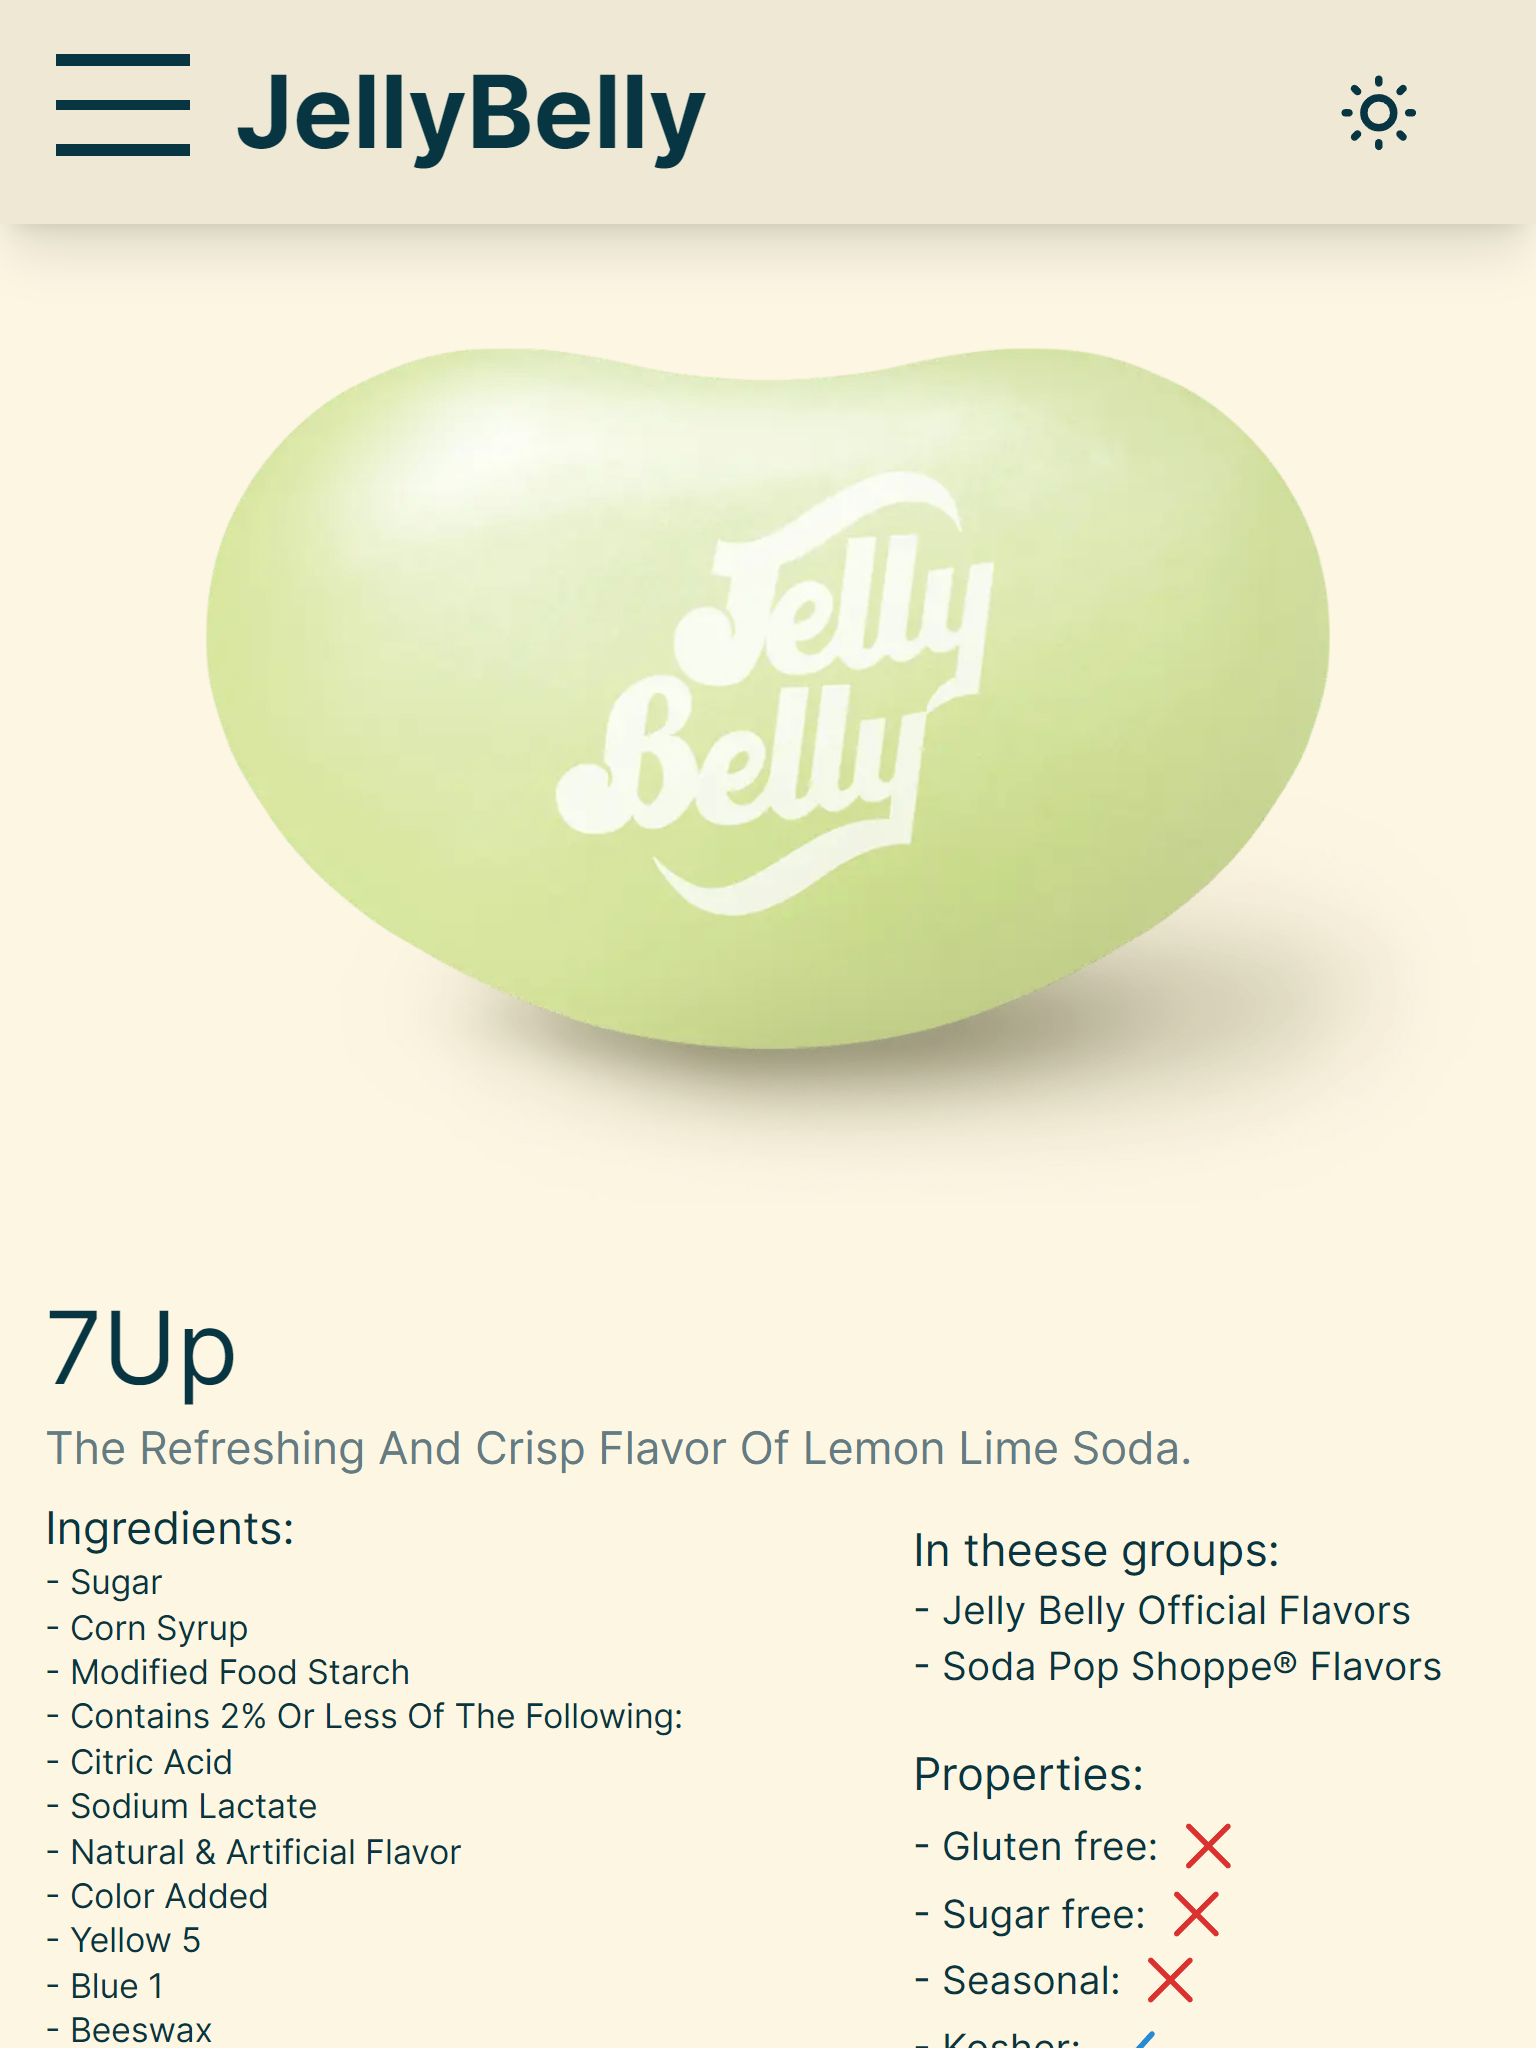 JellyBelly
Jelly
Belly
7Up
The Refreshing And Crisp Flavor Of Lemon Lime Soda.
Ingredients:
- Sugar
- Corn Syrup
- Modified Food Starch
- Contains 2% Or Less Of The Following:
- Citric Acid
- Sodium Lactate
- Natural & Artificial Flavor
- Color Added
- Yellow 5
- Blue 1
- Beeswax
In theese groups:
- Jelly Belly Official Flavors
- Soda Pop Shoppe® Flavors
Properties:
- Gluten free:
- Sugar free:
- Seasonal:
- Kosher: